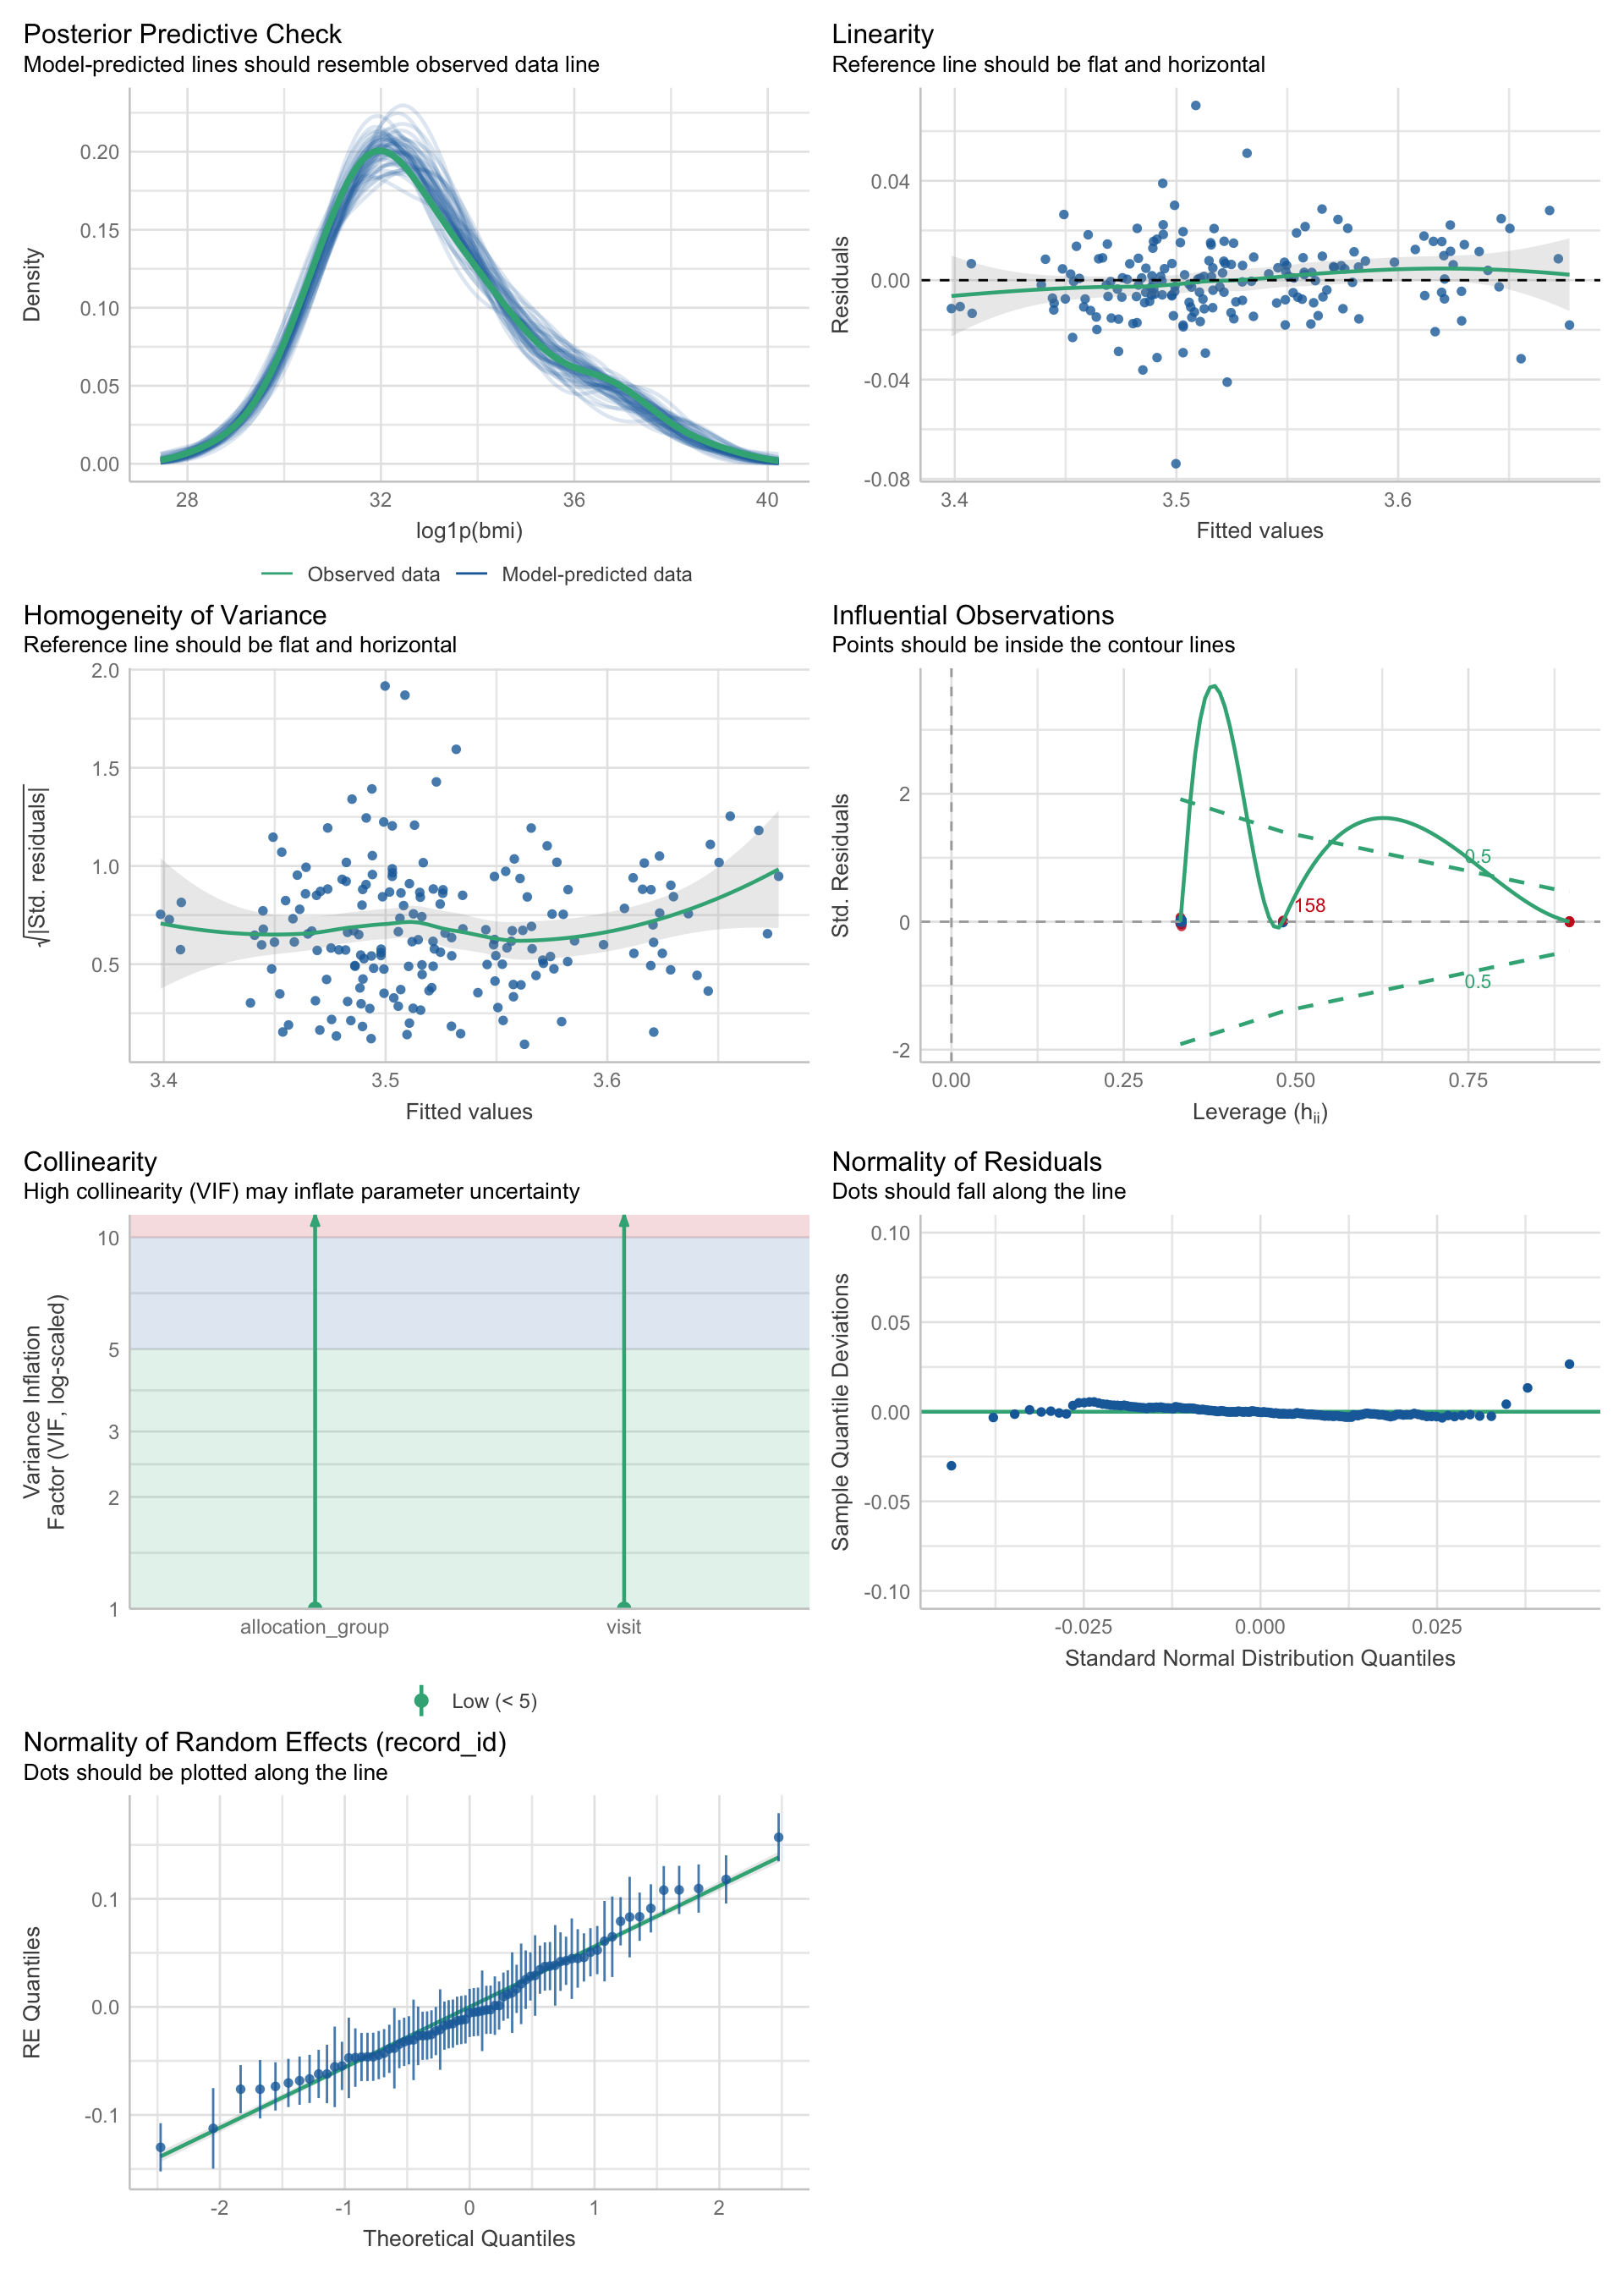 Posterior Predictive Check
Model-predicted lines should resemble observed data line
0.20
0.15
0.10
0.05
0.00
Density
28 32 36 40
log1p(bmi)
Observed data Model-predicted data
Linearity
Reference line should be flat and horizontal
0.04
0.00
-0.04
-0.08
Residuals
3.4 3.5 3.6
Fitted values
Homogeneity of Variance
Reference line should be flat and horizontal
2.0
1.5
1.0
0.5
√|Std. residuals|
3.4 3.5 3.6
Fitted values
Influential Observations
Points should be inside the contour lines
2
0
-2
Std. Residuals
0.5
158
0.5
0.00 0.25 0.50 0.75
Leverage (hii)
Collinearity
High collinearity (VIF) may inflate parameter uncertainty
10
5
3
2
1
Variance Inflation
Factor (VIF, log-scaled)
allocation_group visit
Low (< 5)
Normality of Residuals
Dots should fall along the line
0.10
0.05
0.00
-0.05
-0.10
Sample Quantile Deviations
-0.025 0.000 0.025
Standard Normal Distribution Quantiles
Normality of Random Effects (record_id)
Dots should be plotted along the line
0.1
0.0
-0.1
RE Quantiles
-2 -1 0 1 2
Theoretical Quantiles